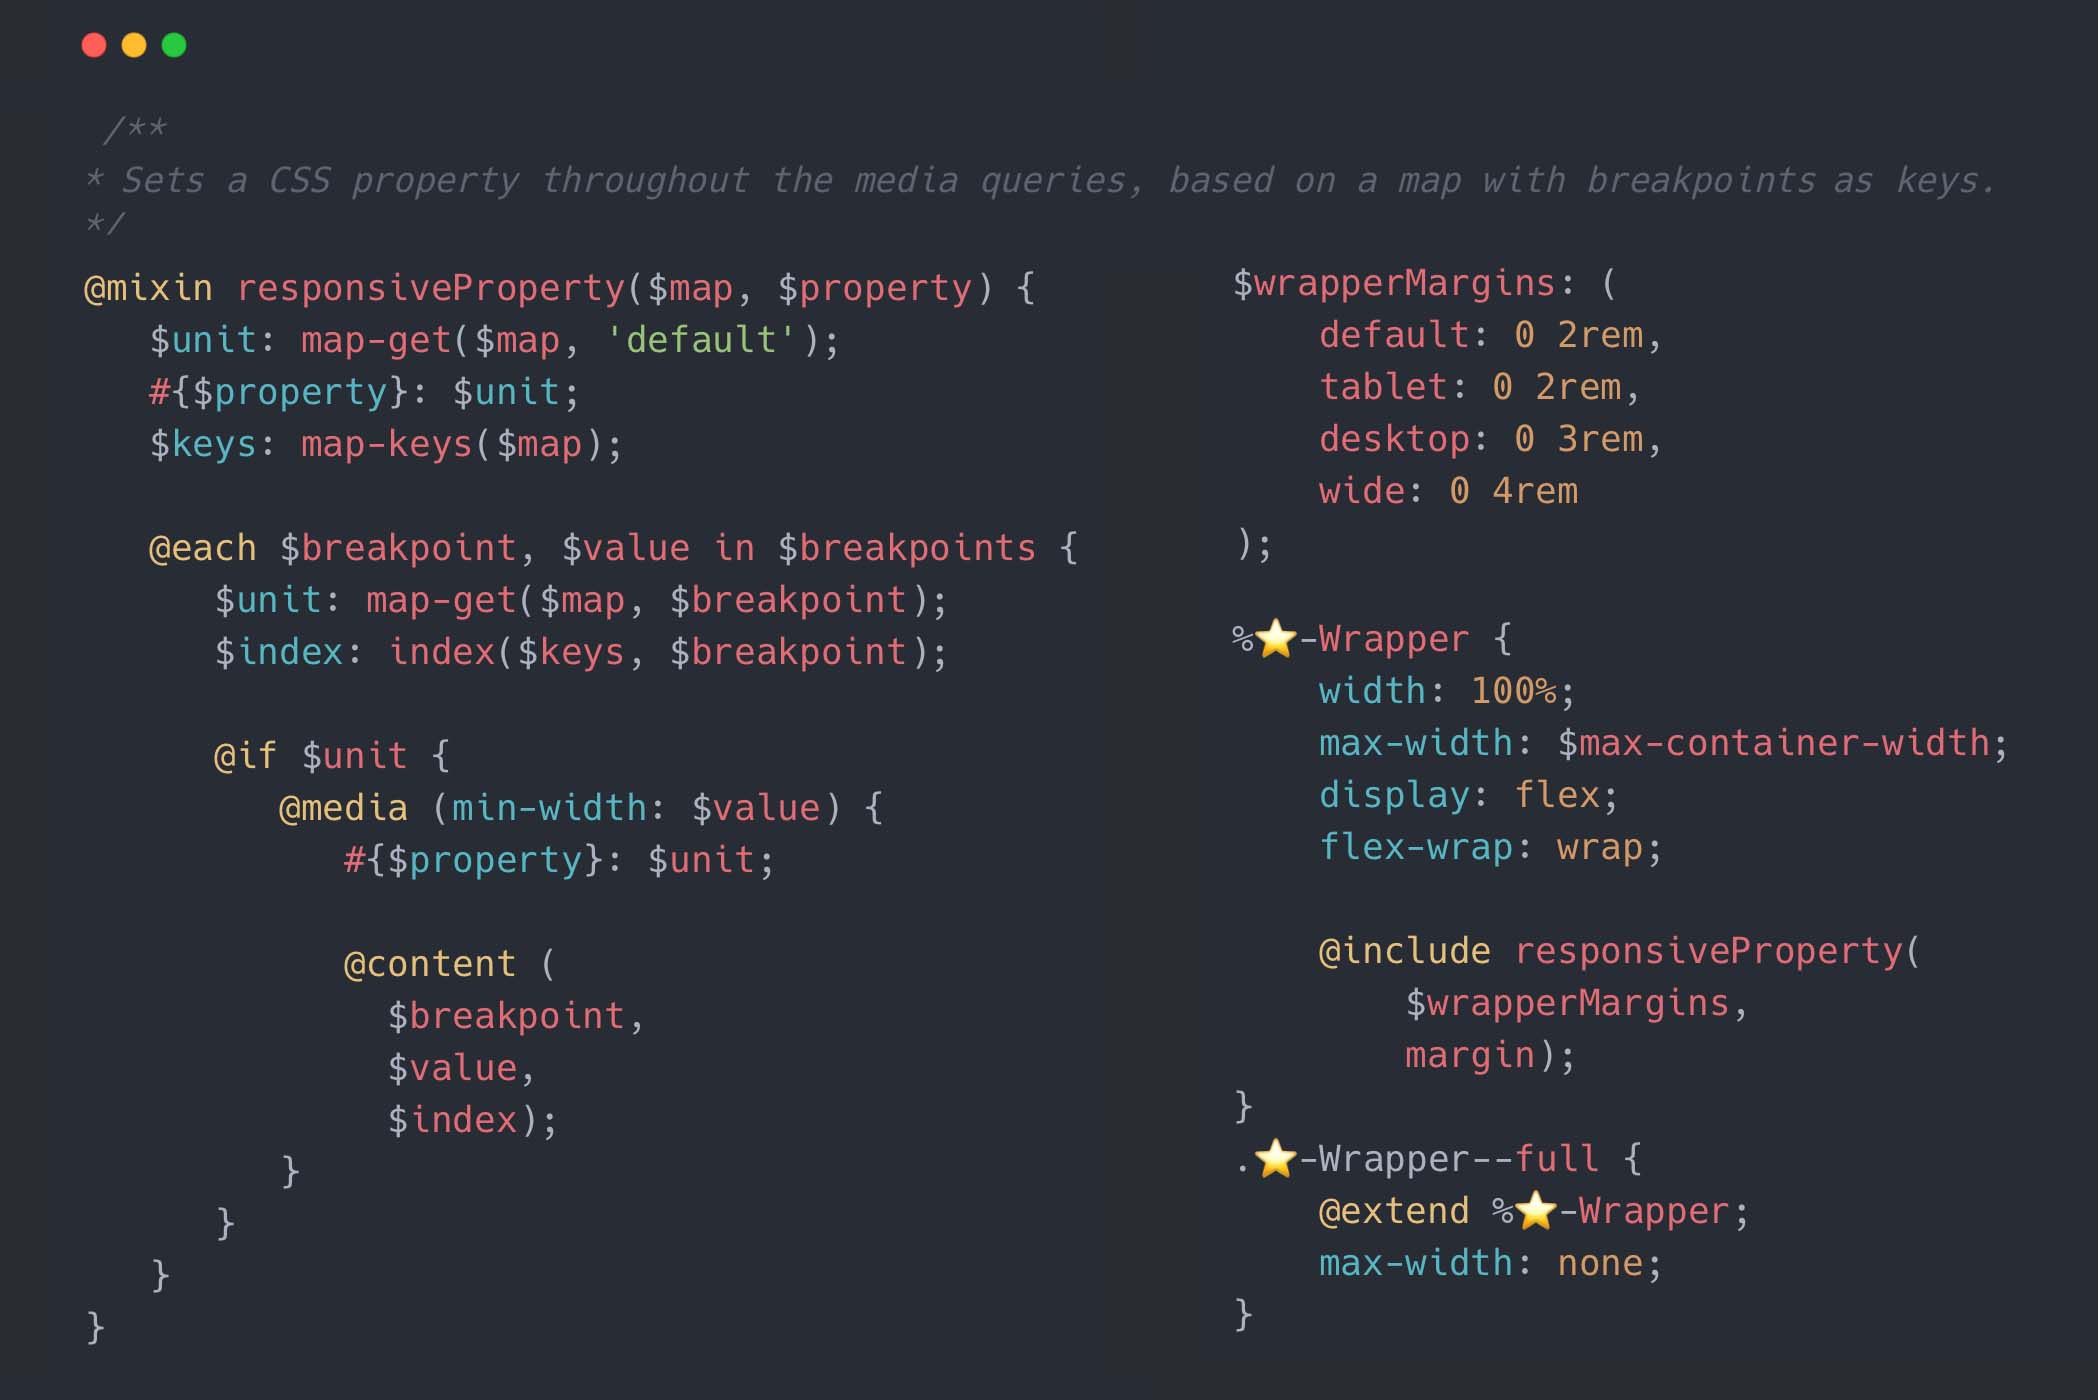 /**
* Sets a CSS property throughout the media queries, based on a map with breakpoints as keys.
*/
@mixin responsiveProperty($map, $property) {
   $unit: map-get($map, 'default');
   #{$property}: $unit;
   $keys: map-keys($map);

   @each $breakpoint, $value in $breakpoints {
      $unit: map-get($map, $breakpoint);
      $index: index($keys, $breakpoint);

      @if $unit {
         @media (min-width: $value) {
            #{$property}: $unit;

            @content (
              $breakpoint,
              $value,
              $index);
         }
      }
   }
}
$wrapperMargins: (
    default: 0 2rem,
    tablet: 0 2rem,
    desktop: 0 3rem,
    wide: 0 4rem
);

%⭐-Wrapper {
    width: 100%;
    max-width: $max-container-width;
    display: flex;
    flex-wrap: wrap;

    @include responsiveProperty(
        $wrapperMargins,
        margin);
}
.⭐-Wrapper--full {
    @extend %⭐-Wrapper;
    max-width: none;
}